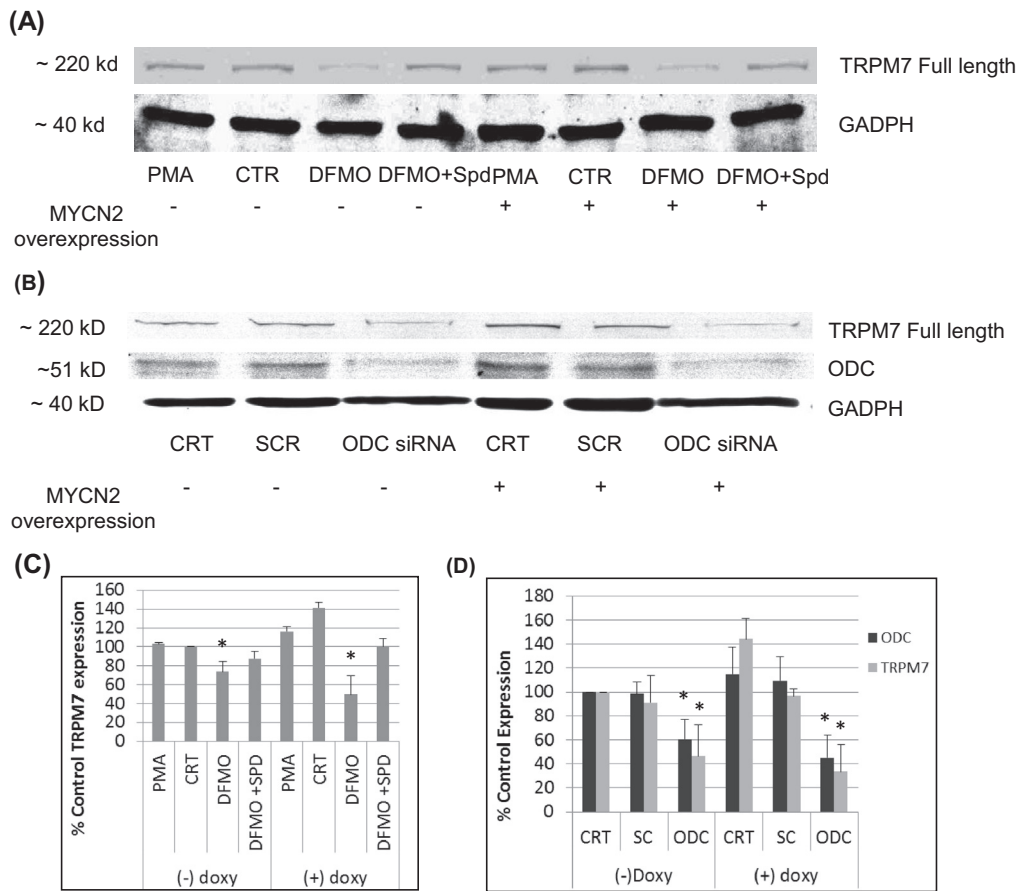 (A)
~ 220 kd
TRPM7 Full length
~ 40 kd
GADPH
PMA CTR DFMO DFMO+Spd PMA CTR DFMO DFMO+Spd
MYCN2 overexpression
- - - - + + + +
(B)
~ 220 kD
TRPM7 Full length
~51 kD
ODC
~ 40 kD
GADPH
CRT SCR ODC siRNA CRT SCR ODC siRNA
MYCN2 overexpression
- - - + + +
(C)
% Control TRPM7 expression
160
140
120
100
80
60
40
20
0
* *
PMA CRT DFMO DFMO +SPD PMA CRT DFMO DFMO +SPD
(-) doxy (+) doxy
(D)
% Control Expression
180
160
140
120
100
80
60
40
20
0
* * * *
ODC
TRPM7
CRT SC ODC CRT SC ODC
(-)Doxy (+) doxy